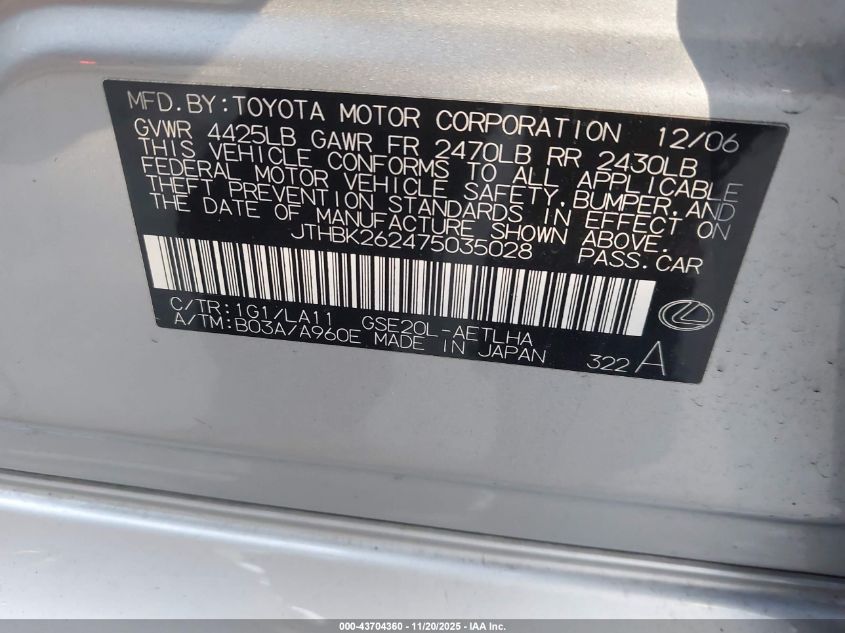 MFD.BY:TOYOTA MOTOR CORPORATION 12/06
GVWR 4425LB GAWR FR 2470LB RR 2430LB
THIS VEHICLE CONFORMS TO ALL APPLICABLE
FEDERAL MOTOR VEHICLE SAFETY,BUMPER,AND
THEFT PREVENTION STANDARDS IN EFFECT ON
THE DATE OF MANUFACTURE SHOWN ABOVE.
JTHBK262475035028 PASS.CAR
C/TR:1G1/LA11 GSE20L-AETLHA
A/TM:B03A/A960E MADE IN JAPAN 322 A
000-43704360 - 11/20/2025 - IAA Inc.